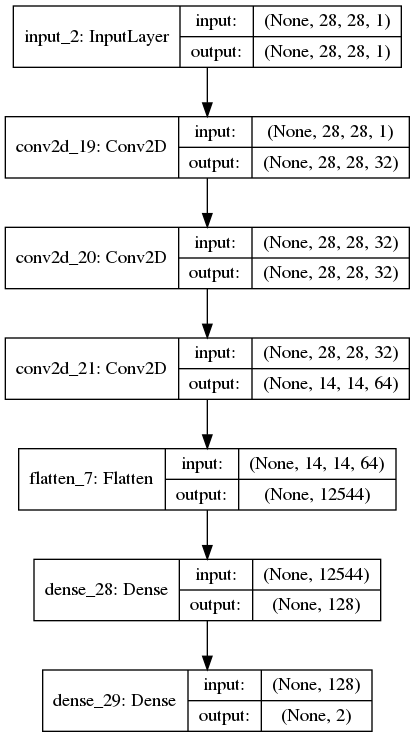 input_2: InputLayer
input: (None, 28, 28, 1)
output: (None, 28, 28, 1)
conv2d_19: Conv2D
input: (None, 28, 28, 1)
output: (None, 28, 28, 32)
conv2d_20: Conv2D
input: (None, 28, 28, 32)
output: (None, 28, 28, 32)
conv2d_21: Conv2D
input: (None, 28, 28, 32)
output: (None, 14, 14, 64)
flatten_7: Flatten
input: (None, 14, 14, 64)
output: (None, 12544)
dense_28: Dense
input: (None, 12544)
output: (None, 128)
dense_29: Dense
input: (None, 128)
output: (None, 2)